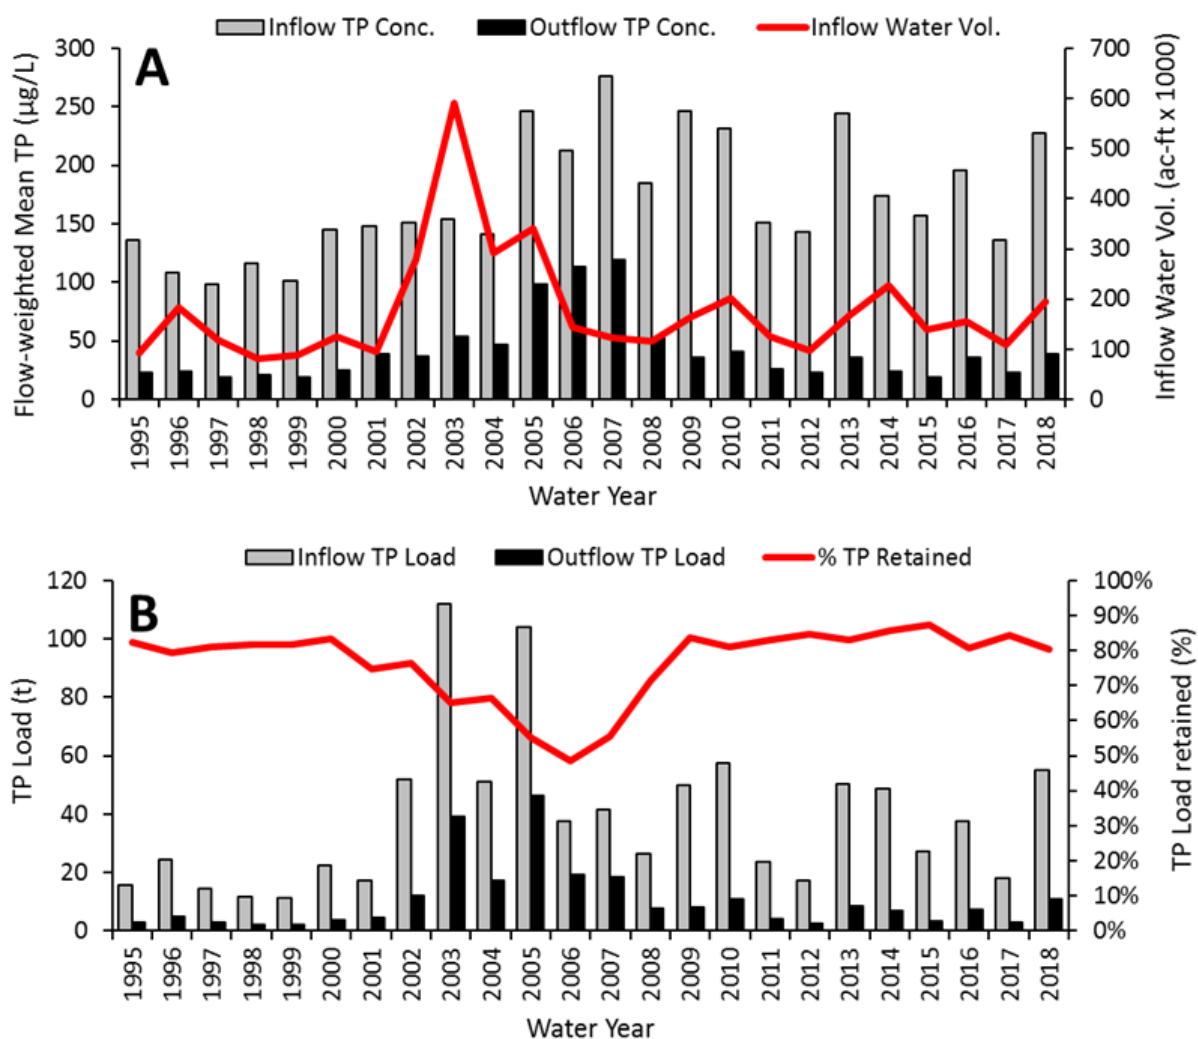 Inflow TP Conc. Outflow TP Conc. Inflow Water Vol.
A
Flow-weighted Mean TP (µg/L)
300
250
200
150
100
50
0
700
600
500
400
300
200
100
0
Inflow Water Vol. (ac-ft x 1000)
1995 1996 1997 1998 1999 2000 2001 2002 2003 2004 2005 2006 2007 2008 2009 2010 2011 2012 2013 2014 2015 2016 2017 2018
Water Year
Inflow TP Load Outflow TP Load % TP Retained
B
TP Load (t)
120
100
80
60
40
20
0
100%
90%
80%
70%
60%
50%
40%
30%
20%
10%
0%
TP Load retained (%)
1995 1996 1997 1998 1999 2000 2001 2002 2003 2004 2005 2006 2007 2008 2009 2010 2011 2012 2013 2014 2015 2016 2017 2018
Water Year